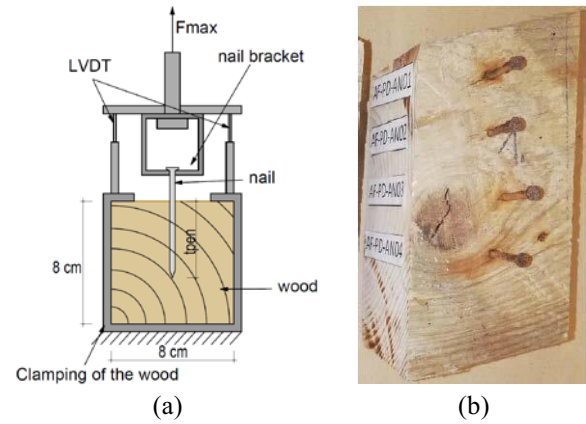 Fmax
LVDT
nail bracket
nail
tpen
8 cm
wood
8 cm
Clamping of the wood
(a)
AF-PD-AN01
AF-PD-AN02
AF-PD-AN03
AF-PD-AN04
(b)